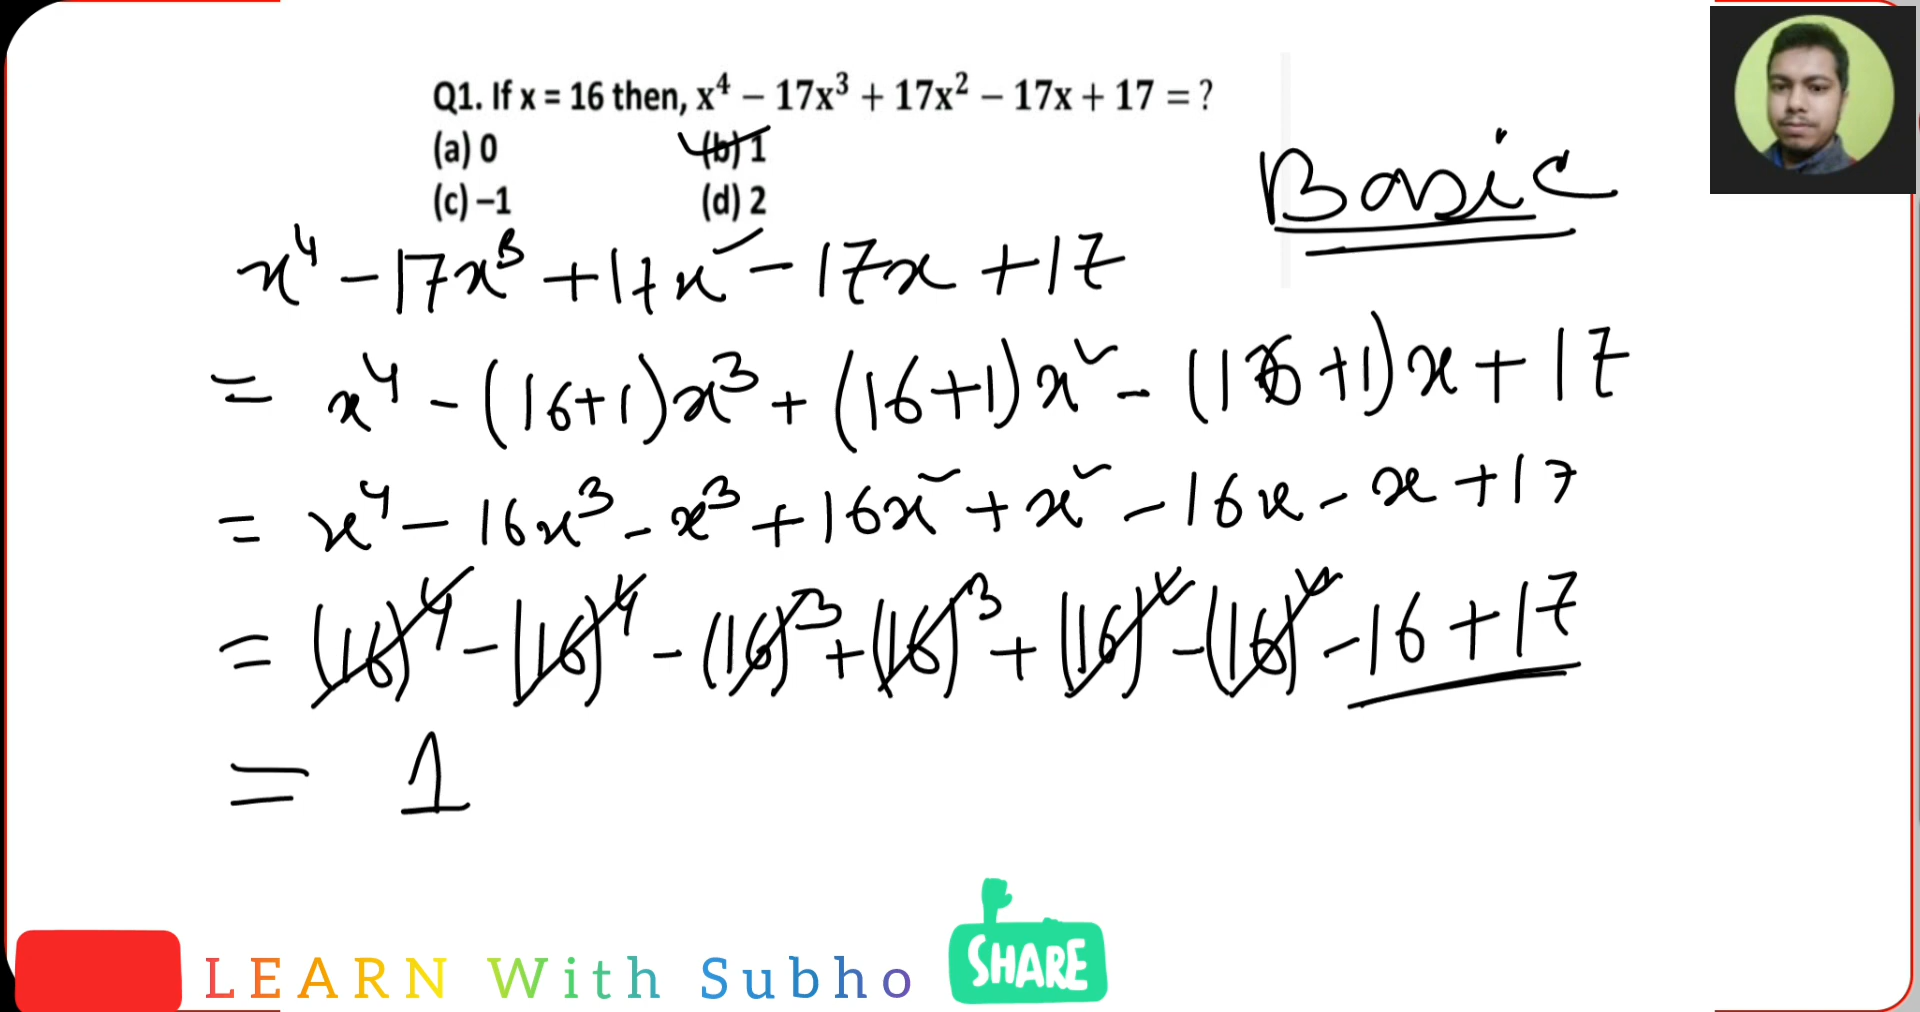 Q1. If x = 16 then, x⁴ – 17x³ + 17x² – 17x + 17 = ?
(a) 0 (b) 1
(c) –1 (d) 2
Basic
x⁴ - 17x³ + 17x² - 17x + 17
= x⁴ - (16+1)x³ + (16+1)x² - (16+1)x + 17
= x⁴ - 16x³ - x³ + 16x² + x² - 16x - x + 17
= (16)⁴ - (16)⁴ - (16)³ + (16)³ + (16)² - (16)² - 16 + 17
= 1
LEARN With Subho
SHARE